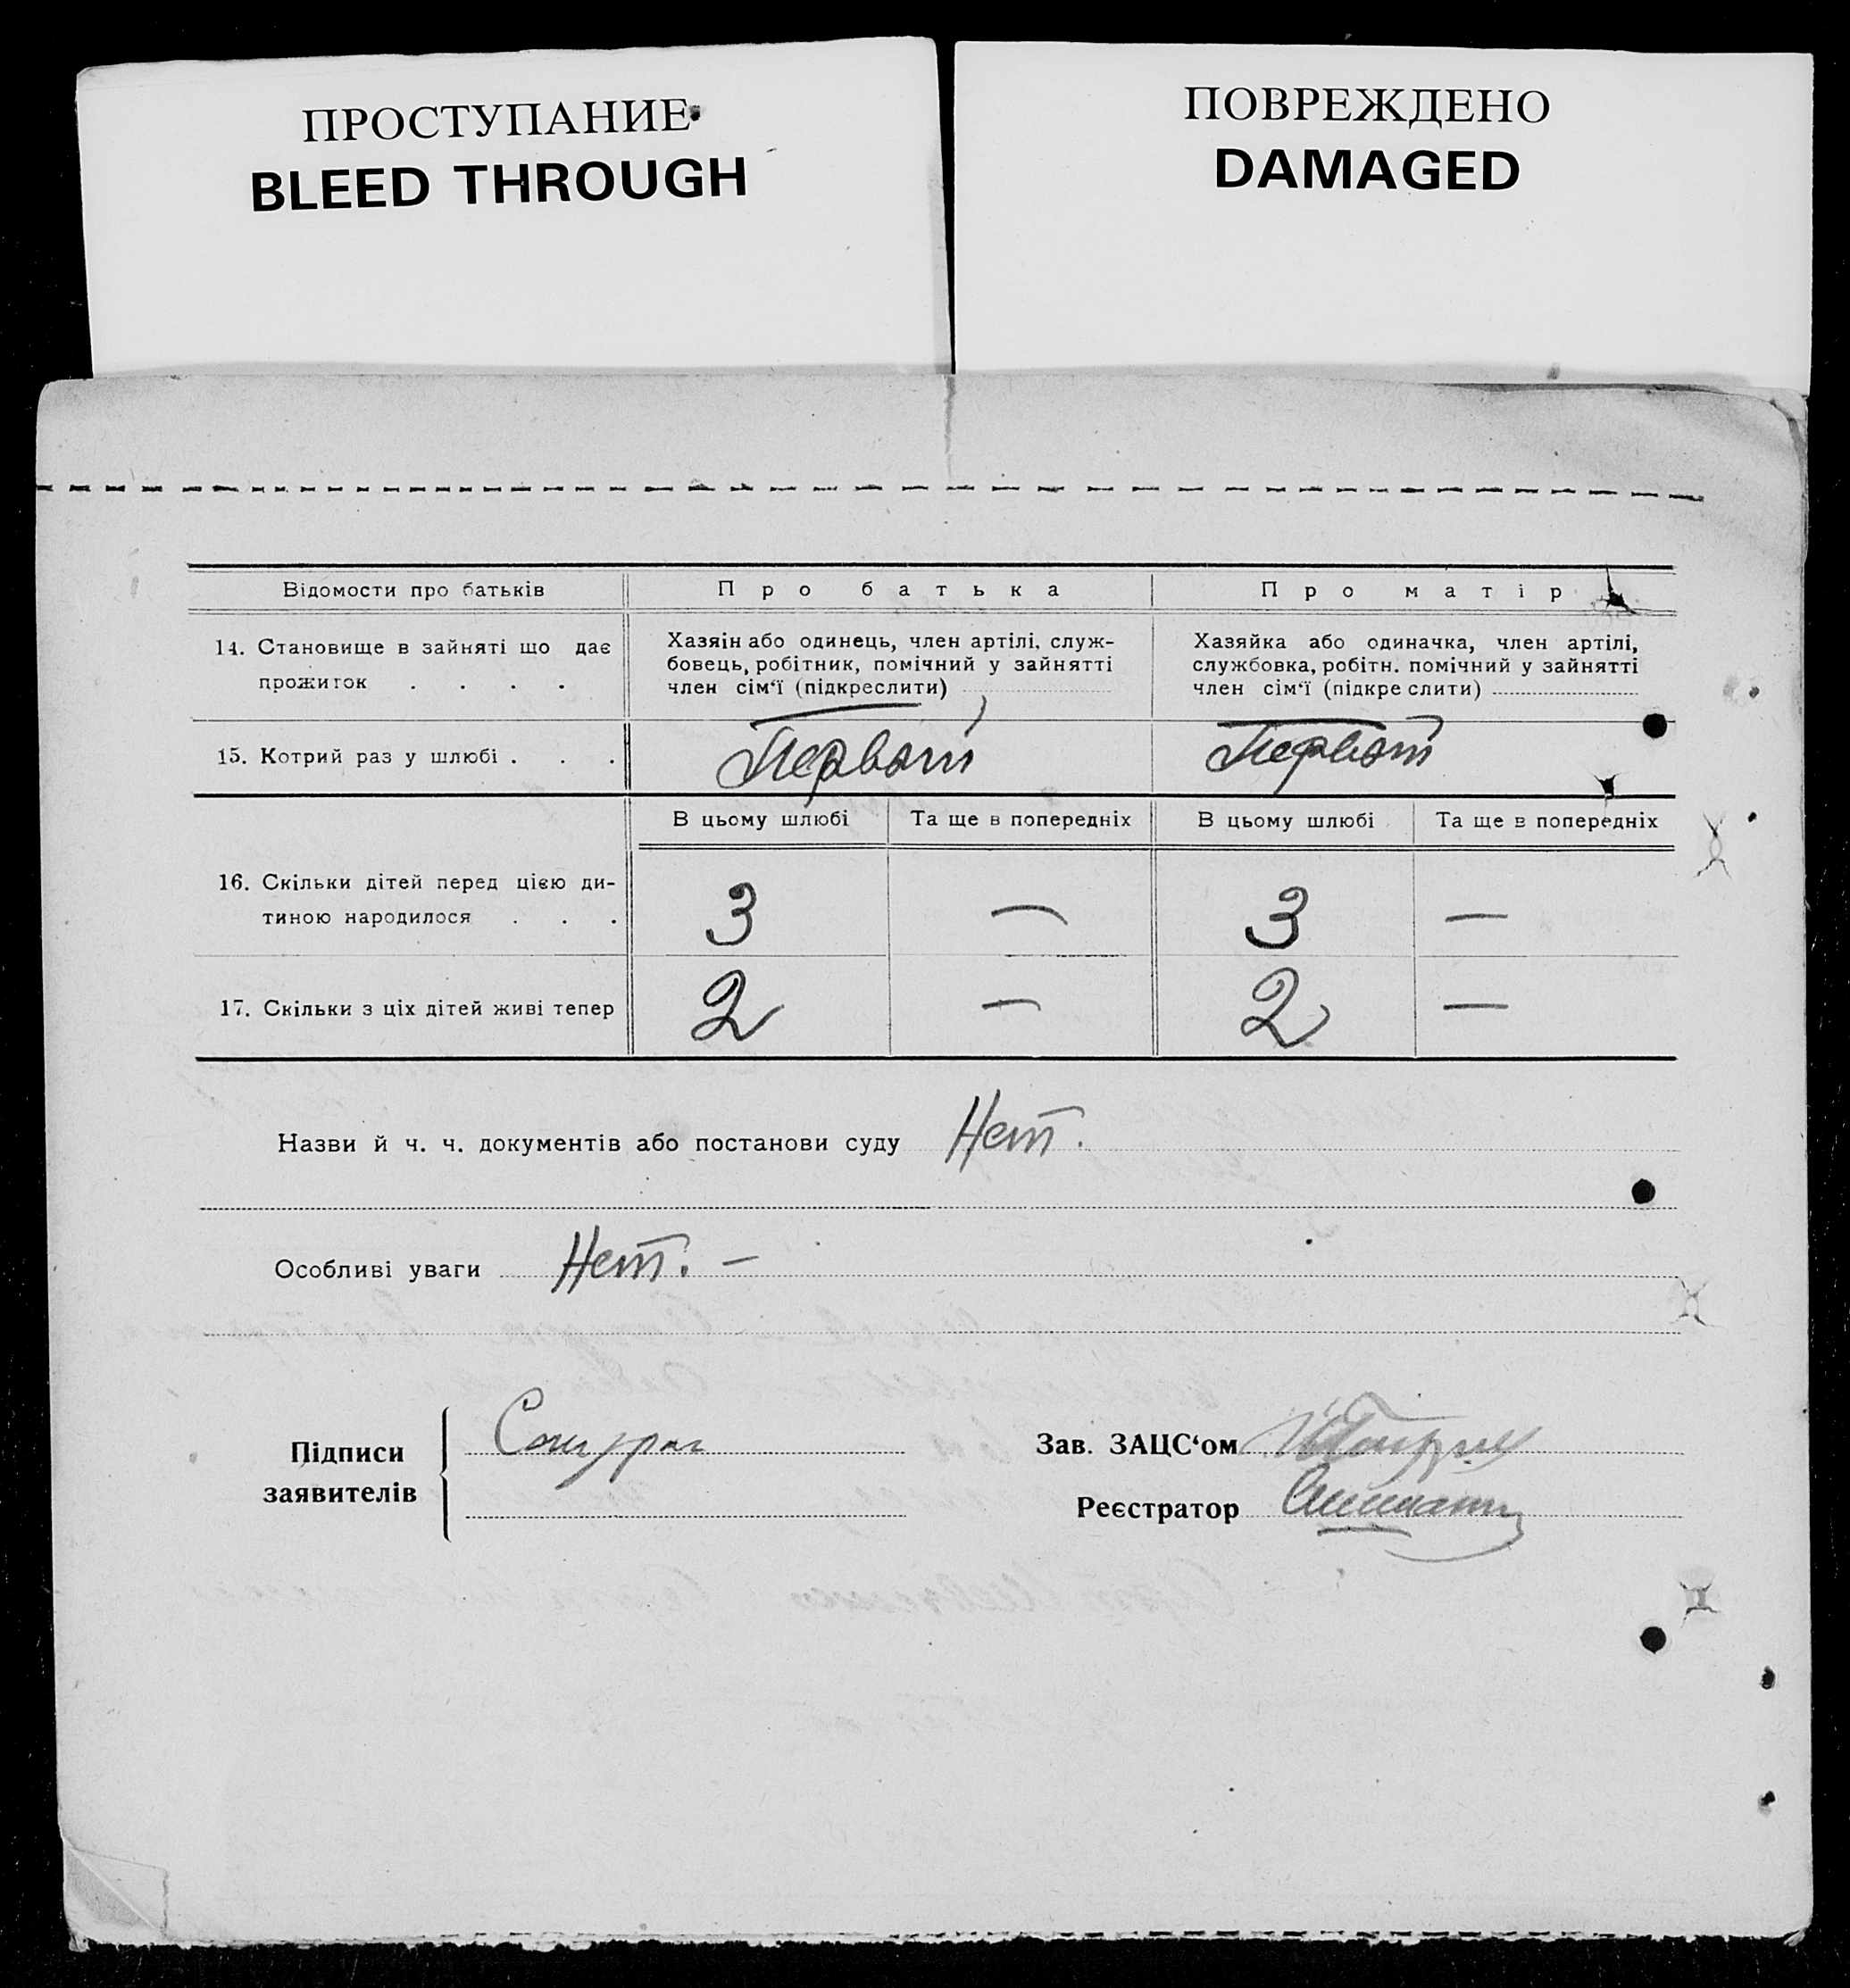 ПРОСТУПАНИЕ
BLEED THROUGH
ПОВРЕЖДЕНО
DAMAGED
Відомости про батьків
Про батька
Про матір
14. Становище в зайняті що дає
прожиток . . . .
Хазяін або одинець, член артілі, служ-
бовець, робітник, помічний у зайнятті
член сім‘ї (підкреслити)
Хазяйка або одиначка, член артілі,
службовка, робітн. помічний у зайнятті
член сім‘ї (підкре слити)
15. Котрий раз у шлюбі . . .
Первый
Первый
В цьому шлюбі
Та ще в попередніх
В цьому шлюбі
Та ще в попередніх
16. Скільки дітей перед цією ди-
тиною народилося . . .
3
—
3
—
17. Скільки з ціх дітей живі тепер
2
—
2
—
Назви й ч. ч. документів або постанови суду Нет.
Особливі уваги Нет. —
Підписи
заявителів
Зав. ЗАЦС‘ом
Реєстратор